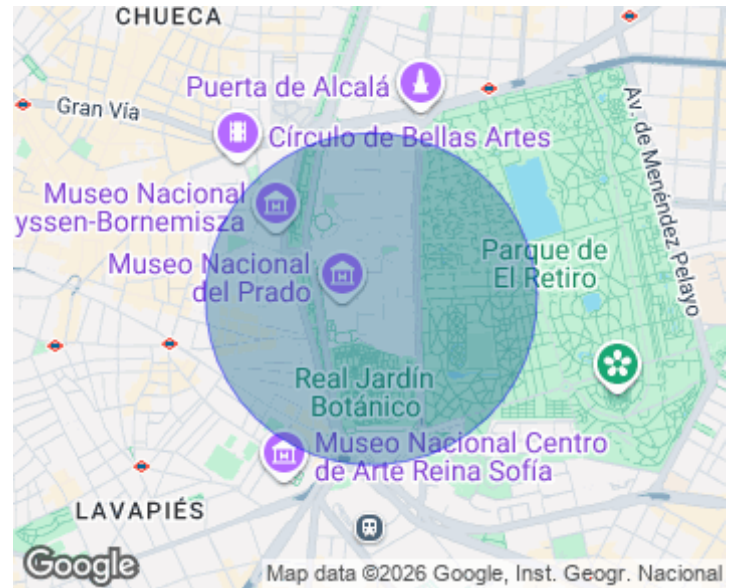 CHUECA
Puerta de Alcalá
Gran Vía
Círculo de Bellas Artes
Av. de Menéndez Pelayo
Museo Nacional
yssen-Bornemisza
Museo Nacional
del Prado
Parque de
El Retiro
Real Jardín
Botánico
Museo Nacional Centro
de Arte Reina Sofía
LAVAPIÉS
Google
Map data ©2026 Google, Inst. Geogr. Nacional